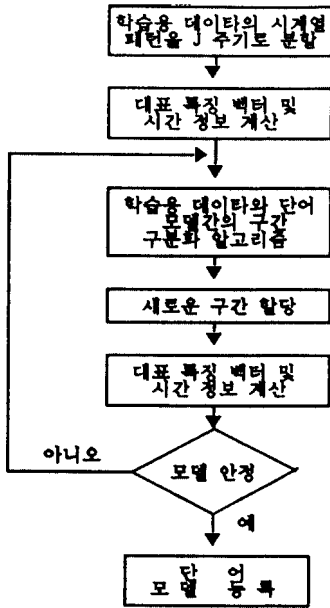 학습용 데이타의 시계열
패턴을 J 주기로 분할
대표 특징 벡터 및
시간 정보 계산
학습용 데이타와 단어
모델간의 구간
구분화 알고리즘
새로운 구간 할당
대표 특징 벡터 및
시간 정보 계산
아니오
모델 안정
예
단 어
모델 등록